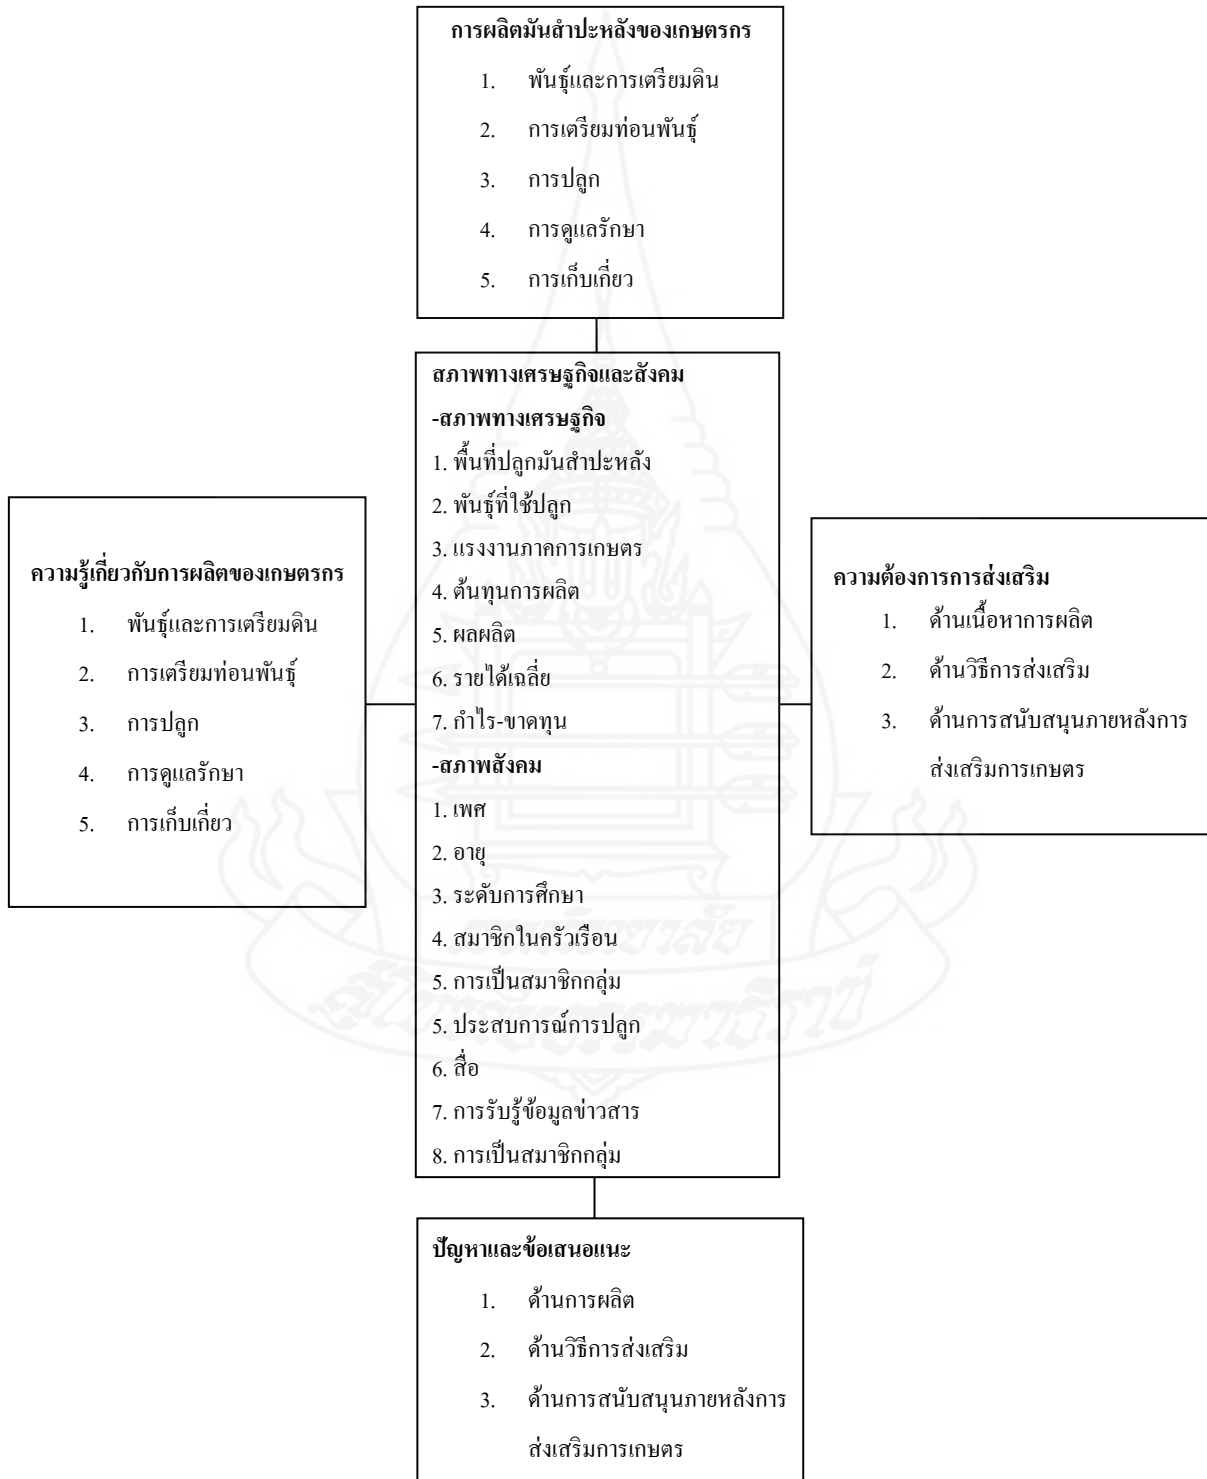 การผลิตมันสำปะหลังของเกษตรกร
1. พันธุ์และการเตรียมดิน
2. การเตรียมท่อนพันธุ์
3. การปลูก
4. การดูแลรักษา
5. การเก็บเกี่ยว
สภาพทางเศรษฐกิจและสังคม
-สภาพทางเศรษฐกิจ
1. พื้นที่ปลูกมันสำปะหลัง
2. พันธุ์ที่ใช้ปลูก
3. แรงงานภาคการเกษตร
4. ต้นทุนการผลิต
5. ผลผลิต
6. รายได้เฉลี่ย
7. กำไร-ขาดทุน
-สภาพสังคม
1. เพศ
2. อายุ
3. ระดับการศึกษา
4. สมาชิกในครัวเรือน
5. การเป็นสมาชิกกลุ่ม
5. ประสบการณ์การปลูก
6. สื่อ
7. การรับรู้ข้อมูลข่าวสาร
8. การเป็นสมาชิกกลุ่ม
ความรู้เกี่ยวกับการผลิตของเกษตรกร
1. พันธุ์และการเตรียมดิน
2. การเตรียมท่อนพันธุ์
3. การปลูก
4. การดูแลรักษา
5. การเก็บเกี่ยว
ความต้องการการส่งเสริม
1. ด้านเนื้อหาการผลิต
2. ด้านวิธีการส่งเสริม
3. ด้านการสนับสนุนภายหลังการ
ส่งเสริมการเกษตร
ปัญหาและข้อเสนอแนะ
1. ด้านการผลิต
2. ด้านวิธีการส่งเสริม
3. ด้านการสนับสนุนภายหลังการ
ส่งเสริมการเกษตร
มหาวิทยาลัย
สุโขทัยธรรมาธิราช